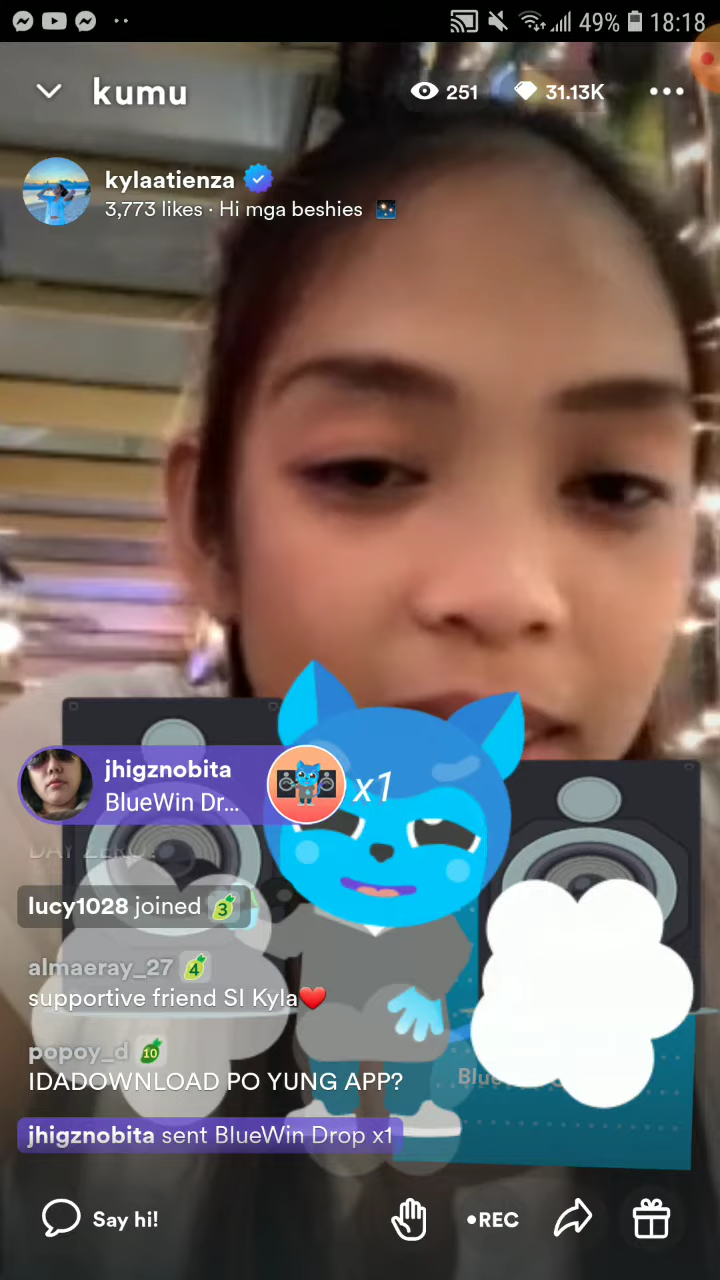 49% 18:18
kumu 251 31.13K
kylaatienza
3,773 likes · Hi mga beshies
jhigznobita
BlueWin Dr... x1
DAY ZERO!
lucy1028 joined 3
almaeray_27 4
supportive friend SI Kyla
popoy_d 10
IDADOWNLOAD PO YUNG APP?
jhigznobita sent BlueWin Drop x1
Say hi! •REC